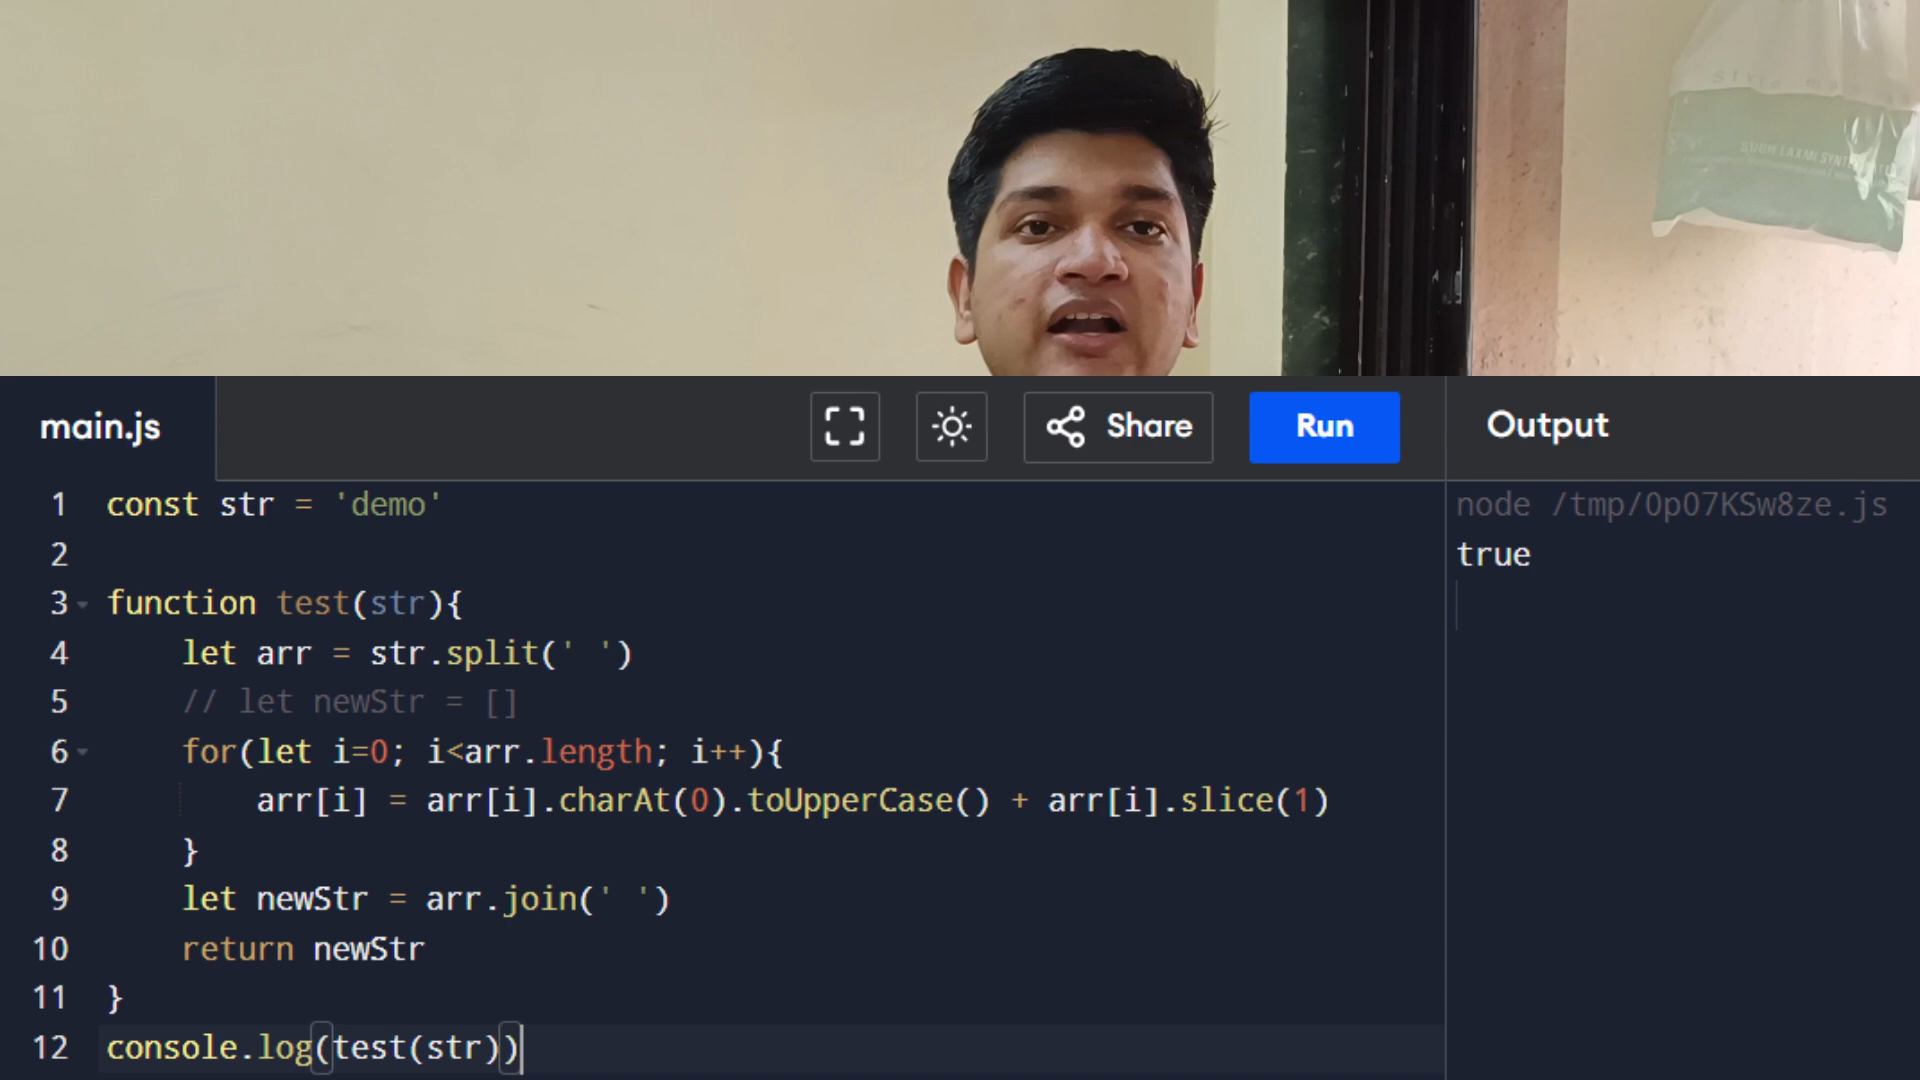 main.js
Share
Run
Output
1 const str = 'demo'
2
3 function test(str){
4 let arr = str.split(' ')
5 // let newStr = []
6 for(let i=0; i<arr.length; i++){
7 arr[i] = arr[i].charAt(0).toUpperCase() + arr[i].slice(1)
8 }
9 let newStr = arr.join(' ')
10 return newStr
11 }
12 console.log(test(str))
node /tmp/0p07KSw8ze.js
true